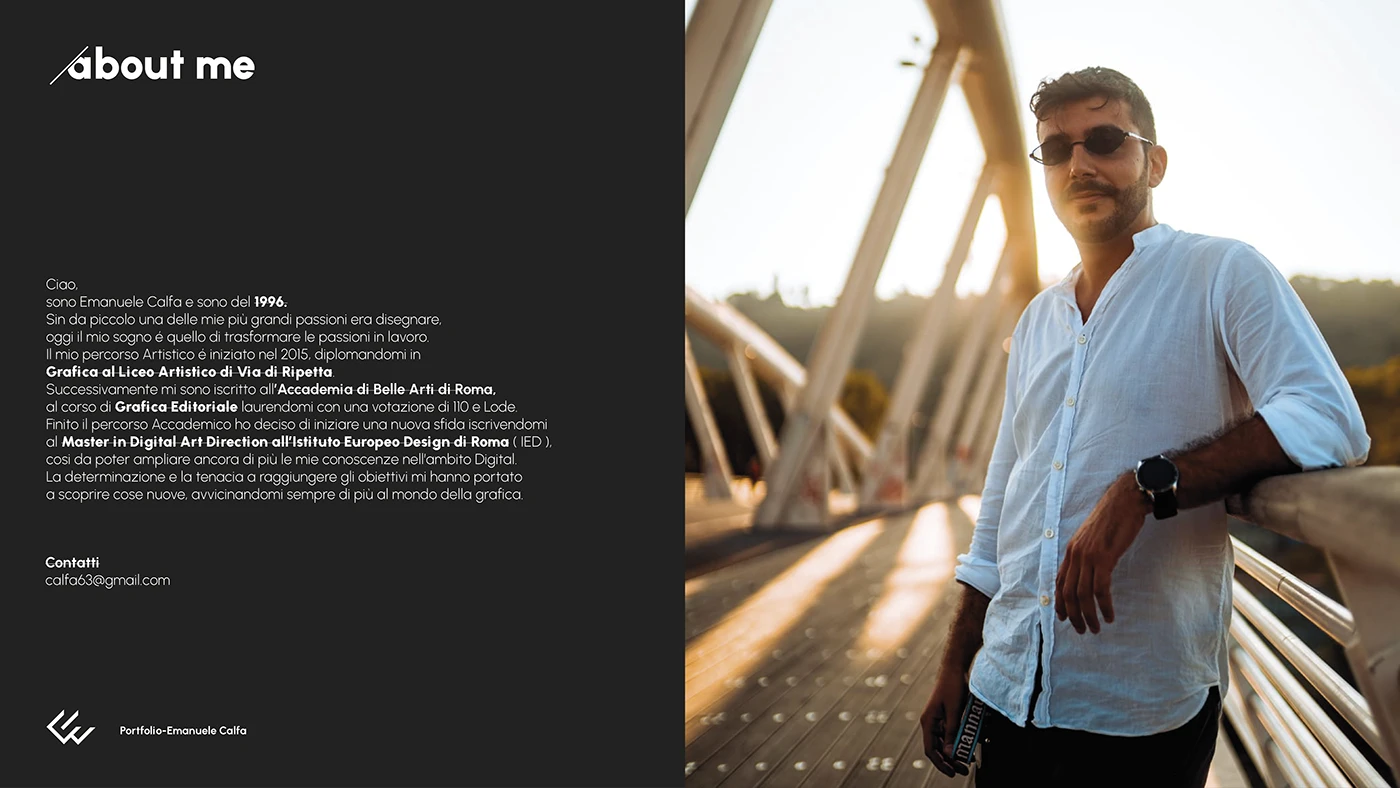 about me
Ciao,
sono Emanuele Calfa e sono del 1996.
Sin da piccolo una delle mie più grandi passioni era disegnare,
oggi il mio sogno é quello di trasformare le passioni in lavoro.
Il mio percorso Artistico é iniziato nel 2015, diplomandomi in
Grafica al Liceo Artistico di Via di Ripetta.
Successivamente mi sono iscritto all'Accademia di Belle Arti di Roma,
al corso di Grafica Editoriale laurendomi con una votazione di 110 e Lode.
Finito il percorso Accademico ho deciso di iniziare una nuova sfida iscrivendomi
al Master in Digital Art Direction all'Istituto Europeo Design di Roma ( IED ),
cosi da poter ampliare ancora di più le mie conoscenze nell'ambito Digital.
La determinazione e la tenacia a raggiungere gli obiettivi mi hanno portato
a scoprire cose nuove, avvicinandomi sempre di più al mondo della grafica.
Contatti
calfa63@gmail.com
Portfolio-Emanuele Calfa